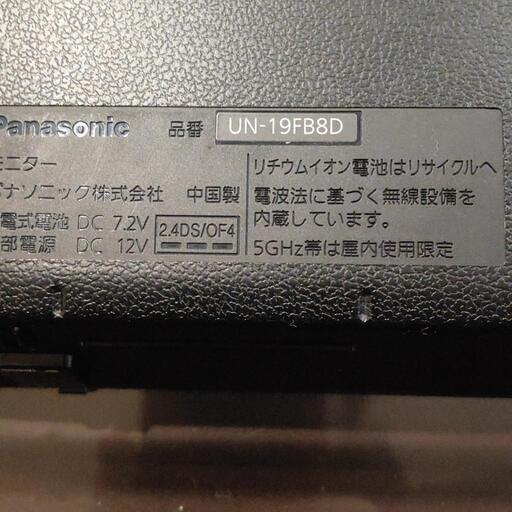 Panasonic 品番 UN-19FB8D
モニター
パナソニック株式会社 中国製
電式電池 DC 7.2V
部電源 DC 12V
2.4DS/OF4
リチウムイオン電池はリサイクルへ
電波法に基づく無線設備を
内蔵しています。
5GHz帯は屋内使用限定